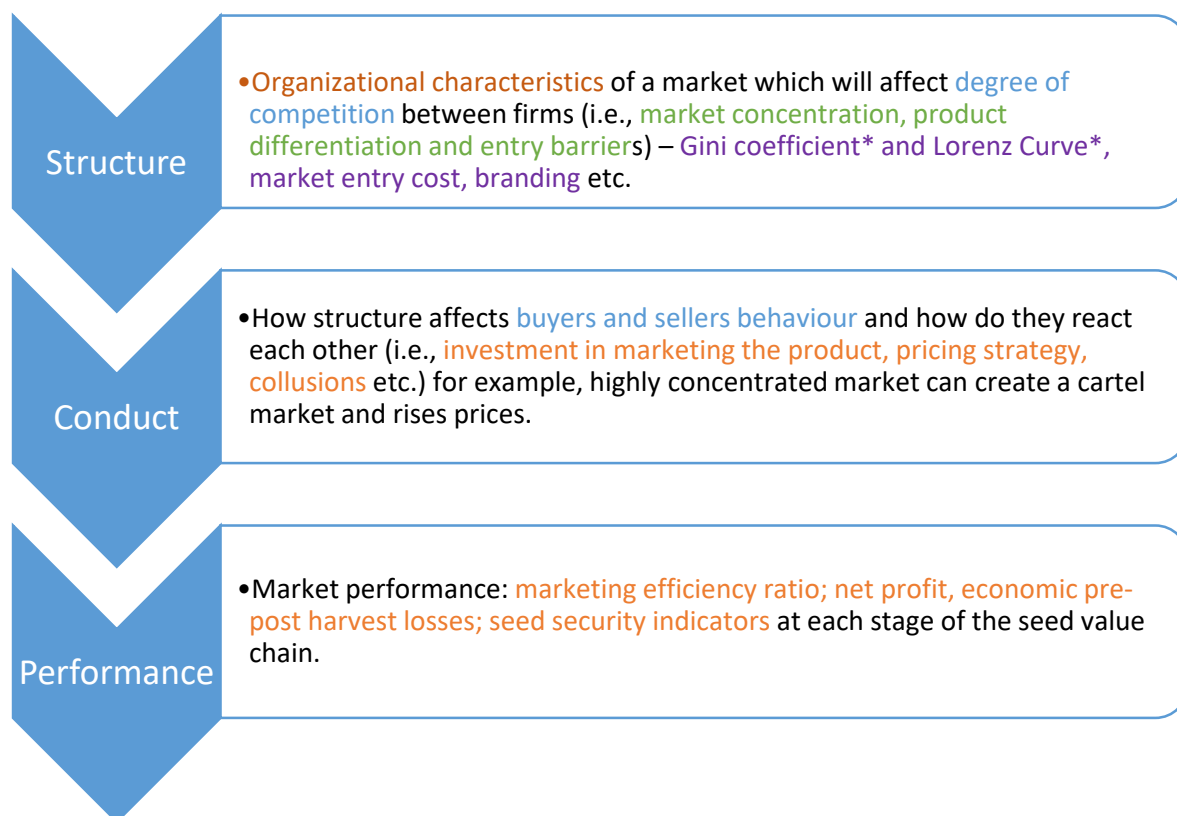 Structure
•Organizational characteristics of a market which will affect degree of
competition between firms (i.e., market concentration, product
differentiation and entry barriers) – Gini coefficient* and Lorenz Curve*,
market entry cost, branding etc.
Conduct
•How structure affects buyers and sellers behaviour and how do they react
each other (i.e., investment in marketing the product, pricing strategy,
collusions etc.) for example, highly concentrated market can create a cartel
market and rises prices.
Performance
•Market performance: marketing efficiency ratio; net profit, economic pre-
post harvest losses; seed security indicators at each stage of the seed value
chain.